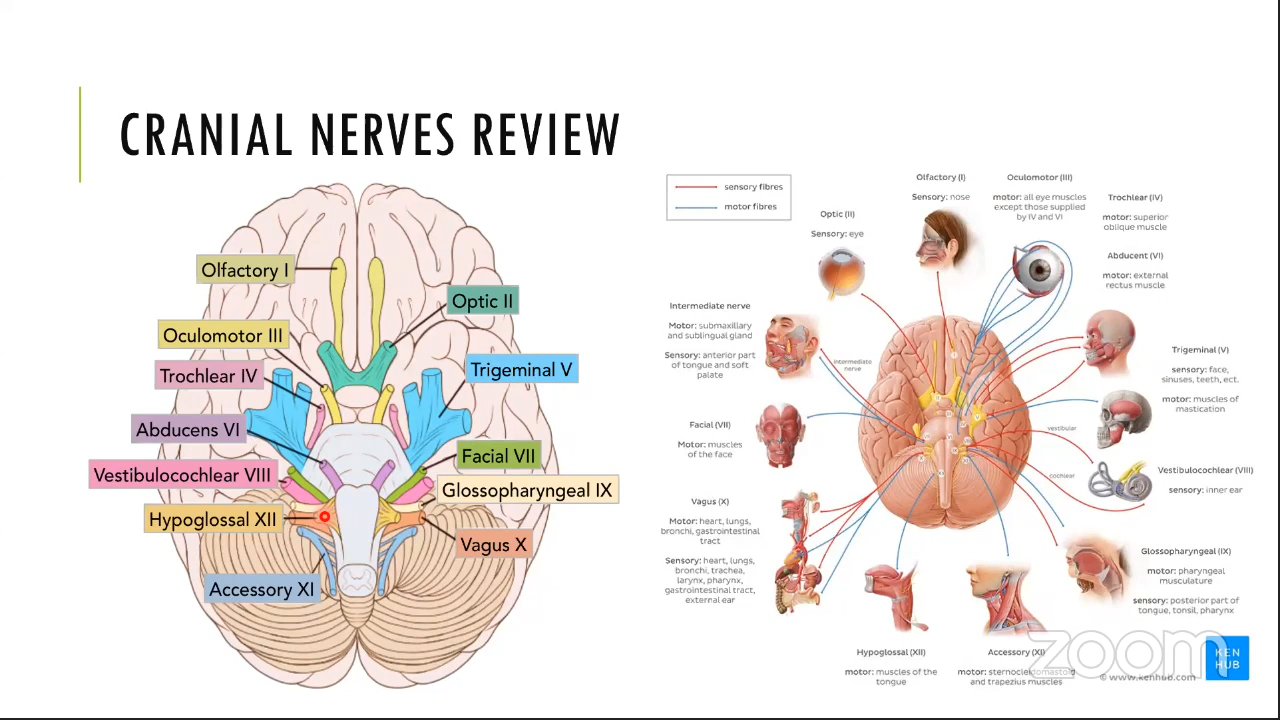 CRANIAL NERVES REVIEW
Olfactory I
Optic II
Oculomotor III
Trochlear IV
Trigeminal V
Abducens VI
Facial VII
Vestibulocochlear VIII
Glossopharyngeal IX
Hypoglossal XII
Vagus X
Accessory XI
sensory fibres
motor fibres
Olfactory (I)
Sensory: nose
Oculomotor (III)
motor: all eye muscles
except those supplied
by IV and VI
Trochlear (IV)
motor: superior
oblique muscle
Optic (II)
Sensory: eye
Abducent (VI)
motor: external
rectus muscle
Intermediate nerve
Motor: submaxillary
and sublingual gland
Sensory: anterior part
of tongue and soft
palate
intermediate
nerve
Trigeminal (V)
sensory: face,
sinuses, teeth, ect.
motor: muscles of
mastication
Facial (VII)
Motor: muscles
of the face
vestibular
cochlear
Vestibulocochlear (VIII)
sensory: inner ear
Vagus (X)
Motor: heart, lungs,
bronchi, gastrointestinal
tract
Sensory: heart, lungs,
bronchi, trachea,
larynx, pharynx,
gastrointestinal tract,
external ear
Glossopharyngeal (IX)
motor: pharyngeal
musculature
sensory: posterior part of
tongue, tonsil, pharynx
Hypoglossal (XII)
motor: muscles of the
tongue
Accessory (XI)
motor: sternocleidomastoid
and trapezius muscles
zoom
KEN
HUB
© www.kenhub.com